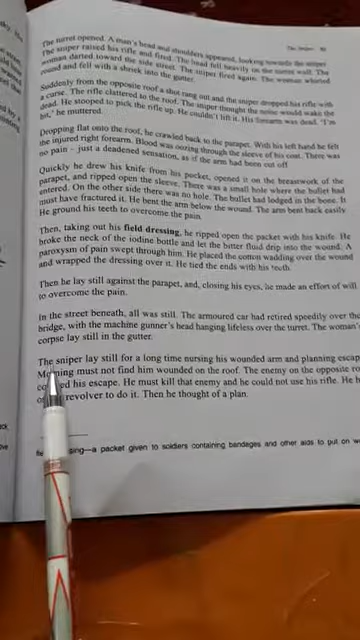 The Sniper
The turret opened. A man's head and shoulders appeared, looking towards the sniper.
The sniper raised his rifle and fired. The head fell heavily on the turret wall. The
woman darted toward the side street. The sniper fired again. The woman whirled
round and fell with a shriek into the gutter.
Suddenly from the opposite roof a shot rang out and the sniper dropped his rifle with
a curse. The rifle clattered to the roof. The sniper thought the noise would wake the
dead. He stooped to pick the rifle up. He couldn't lift it. His forearm was dead. "I'm
hit," he muttered.
Dropping flat onto the roof, he crawled back to the parapet. With his left hand he felt
the injured right forearm. Blood was oozing through the sleeve of his coat. There was
no pain – just a deadened sensation, as if the arm had been cut off.
Quickly he drew his knife from his pocket, opened it on the breastwork of the
parapet, and ripped open the sleeve. There was a small hole where the bullet had
entered. On the other side there was no hole. The bullet had lodged in the bone. It
must have fractured it. He bent the arm below the wound. The arm bent back easily
He ground his teeth to overcome the pain.
Then, taking out his field dressing, he ripped open the packet with his knife. He
broke the neck of the iodine bottle and let the bitter fluid drip into the wound. A
paroxysm of pain swept through him. He placed the cotton wadding over the wound
and wrapped the dressing over it. He tied the ends with his teeth.
Then he lay still against the parapet, and, closing his eyes, he made an effort of will
to overcome the pain.
In the street beneath, all was still. The armoured car had retired speedily over the
bridge, with the machine gunner's head hanging lifeless over the turret. The woman's
corpse lay still in the gutter.
The sniper lay still for a long time nursing his wounded arm and planning escap
Morning must not find him wounded on the roof. The enemy on the opposite ro
his escape. He must kill that enemy and he could not use his rifle. He h
revolver to do it. Then he thought of a plan.
sing—a packet given to soldiers containing bandages and other aids to put on w